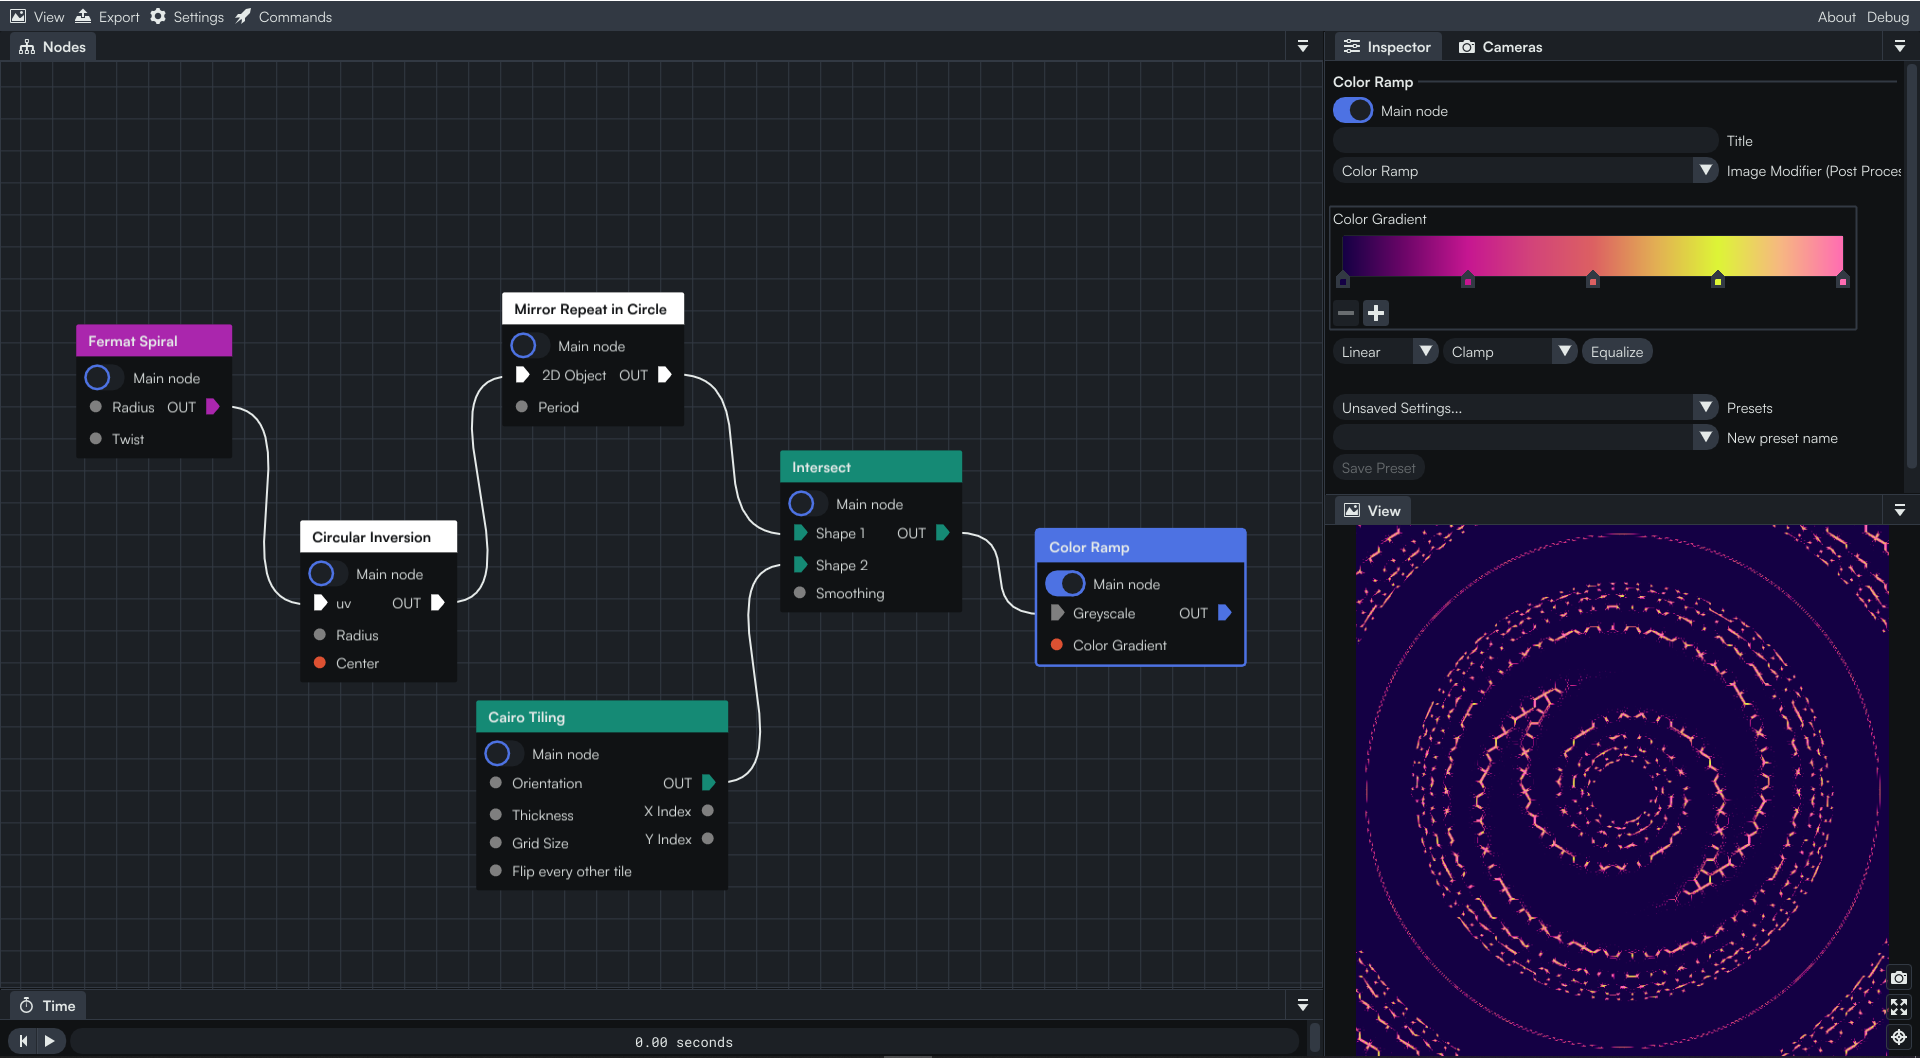 View Export Settings Commands About Debug
Nodes
Inspector Cameras
Color Ramp
Main node
Title
Color Ramp Image Modifier (Post Proces
Color Gradient
Linear Clamp Equalize
Unsaved Settings... Presets
New preset name
Save Preset
View
Fermat Spiral
Main node
Radius OUT
Twist
Circular Inversion
Main node
uv OUT
Radius
Center
Mirror Repeat in Circle
Main node
2D Object OUT
Period
Cairo Tiling
Main node
Orientation OUT
Thickness X Index
Grid Size Y Index
Flip every other tile
Intersect
Main node
Shape 1 OUT
Shape 2
Smoothing
Color Ramp
Main node
Greyscale OUT
Color Gradient
Time
0.00 seconds